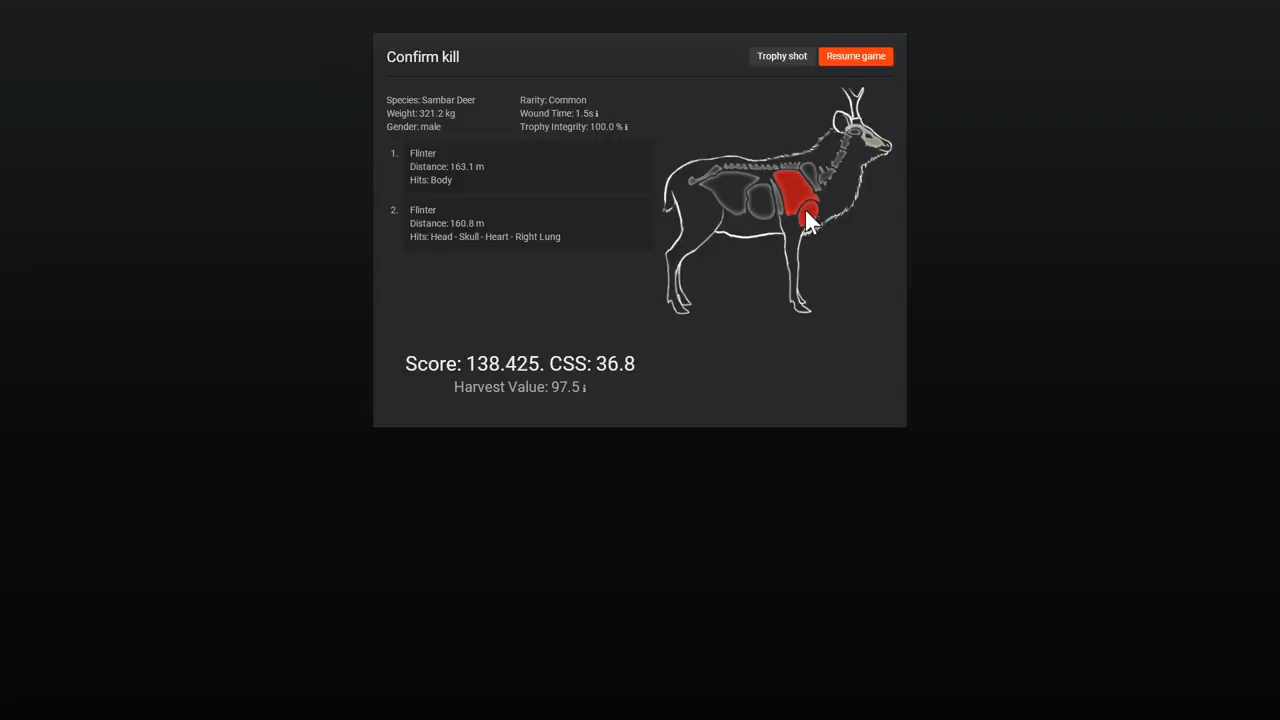 Confirm kill
Trophy shot
Resume game
Species: Sambar Deer
Rarity: Common
Weight: 321.2 kg
Wound Time: 1.5s i
Gender: male
Trophy Integrity: 100.0 % i
1. Flinter
Distance: 163.1 m
Hits: Body
2. Flinter
Distance: 160.8 m
Hits: Head - Skull - Heart - Right Lung
Score: 138.425. CSS: 36.8
Harvest Value: 97.5 i